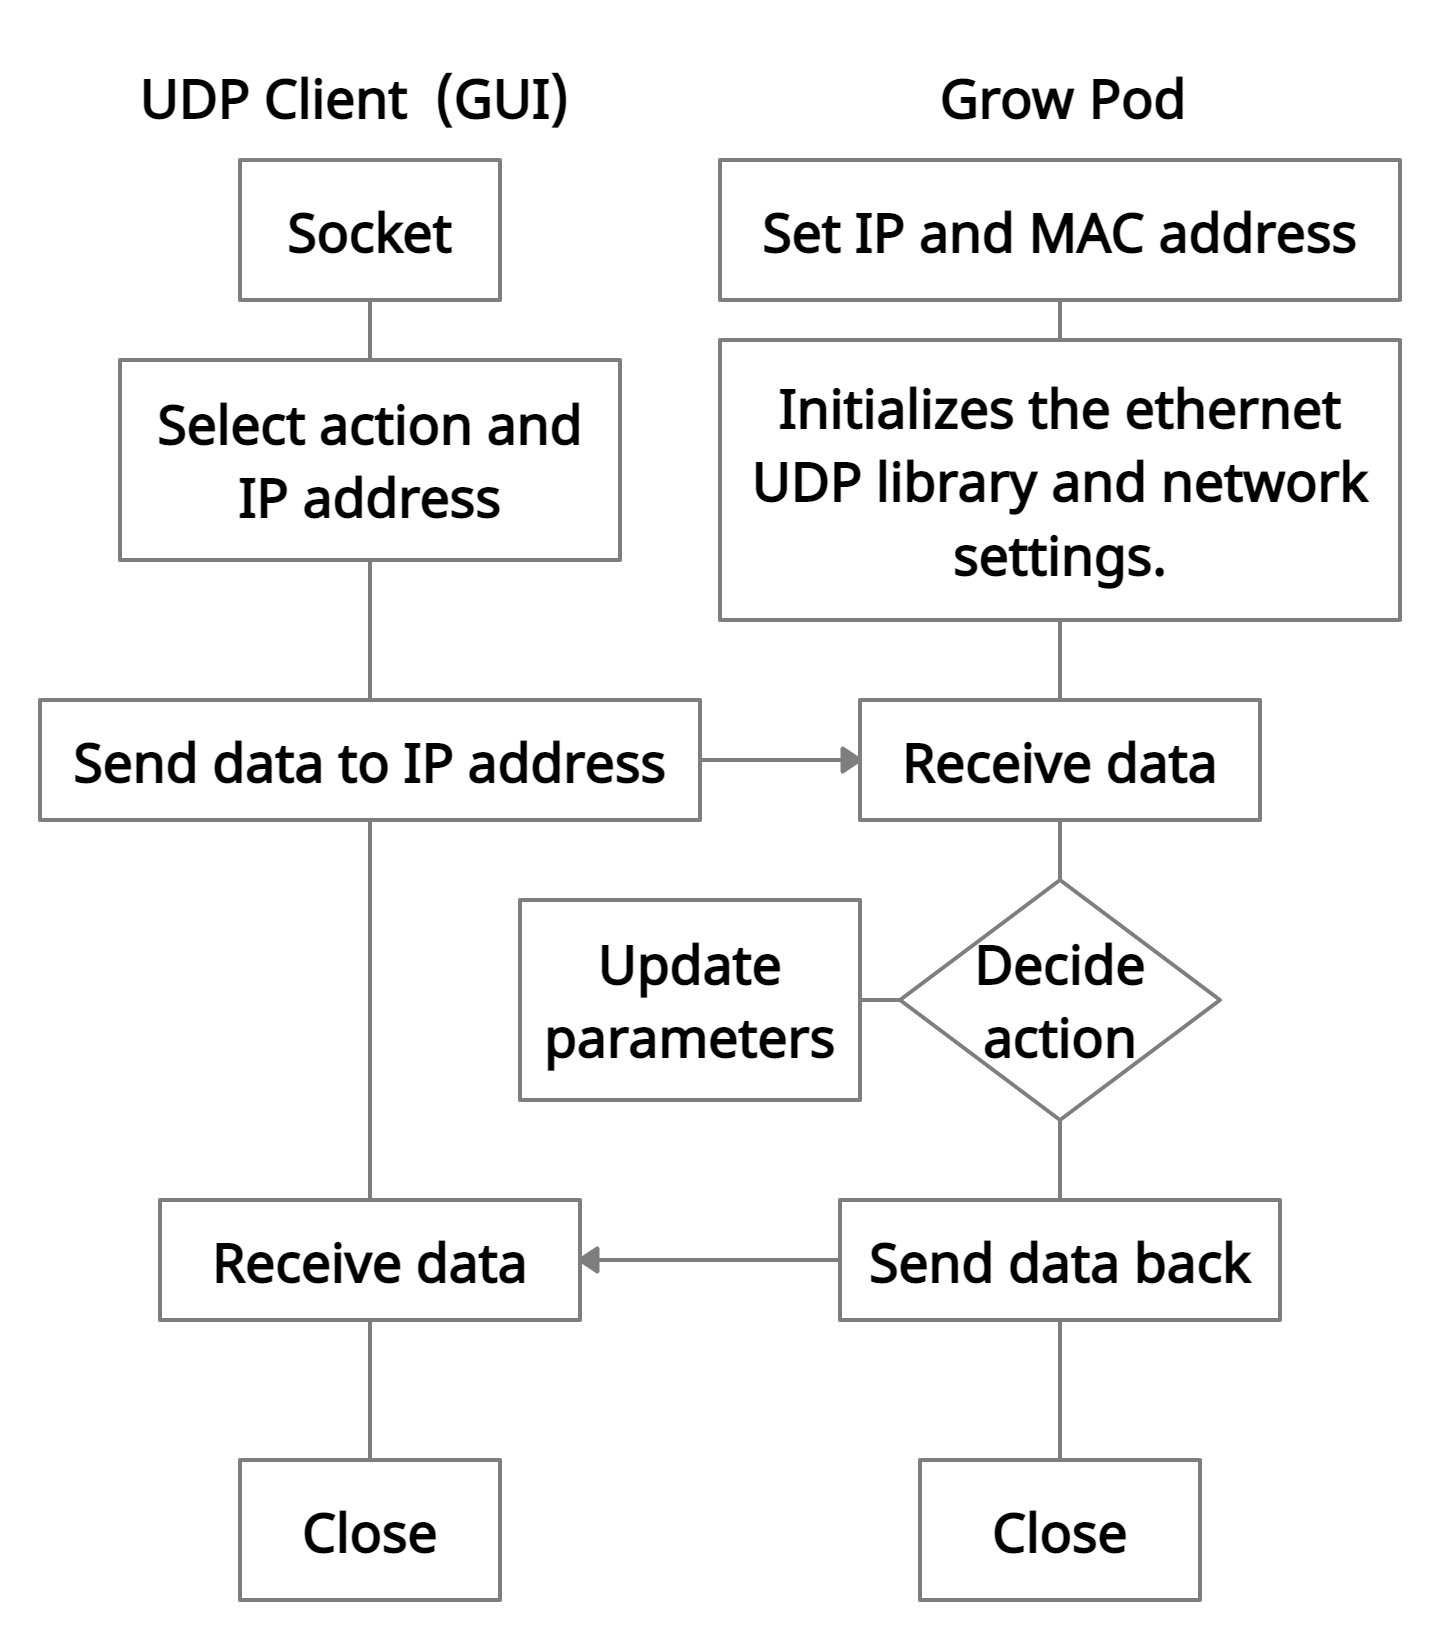 UDP Client  (GUI)
Grow Pod
Socket
Set IP and MAC address
Select action and
IP address
Initializes the ethernet
UDP library and network
settings.
Send data to IP address
Receive data
Update
parameters
Decide
action
Receive data
Send data back
Close
Close